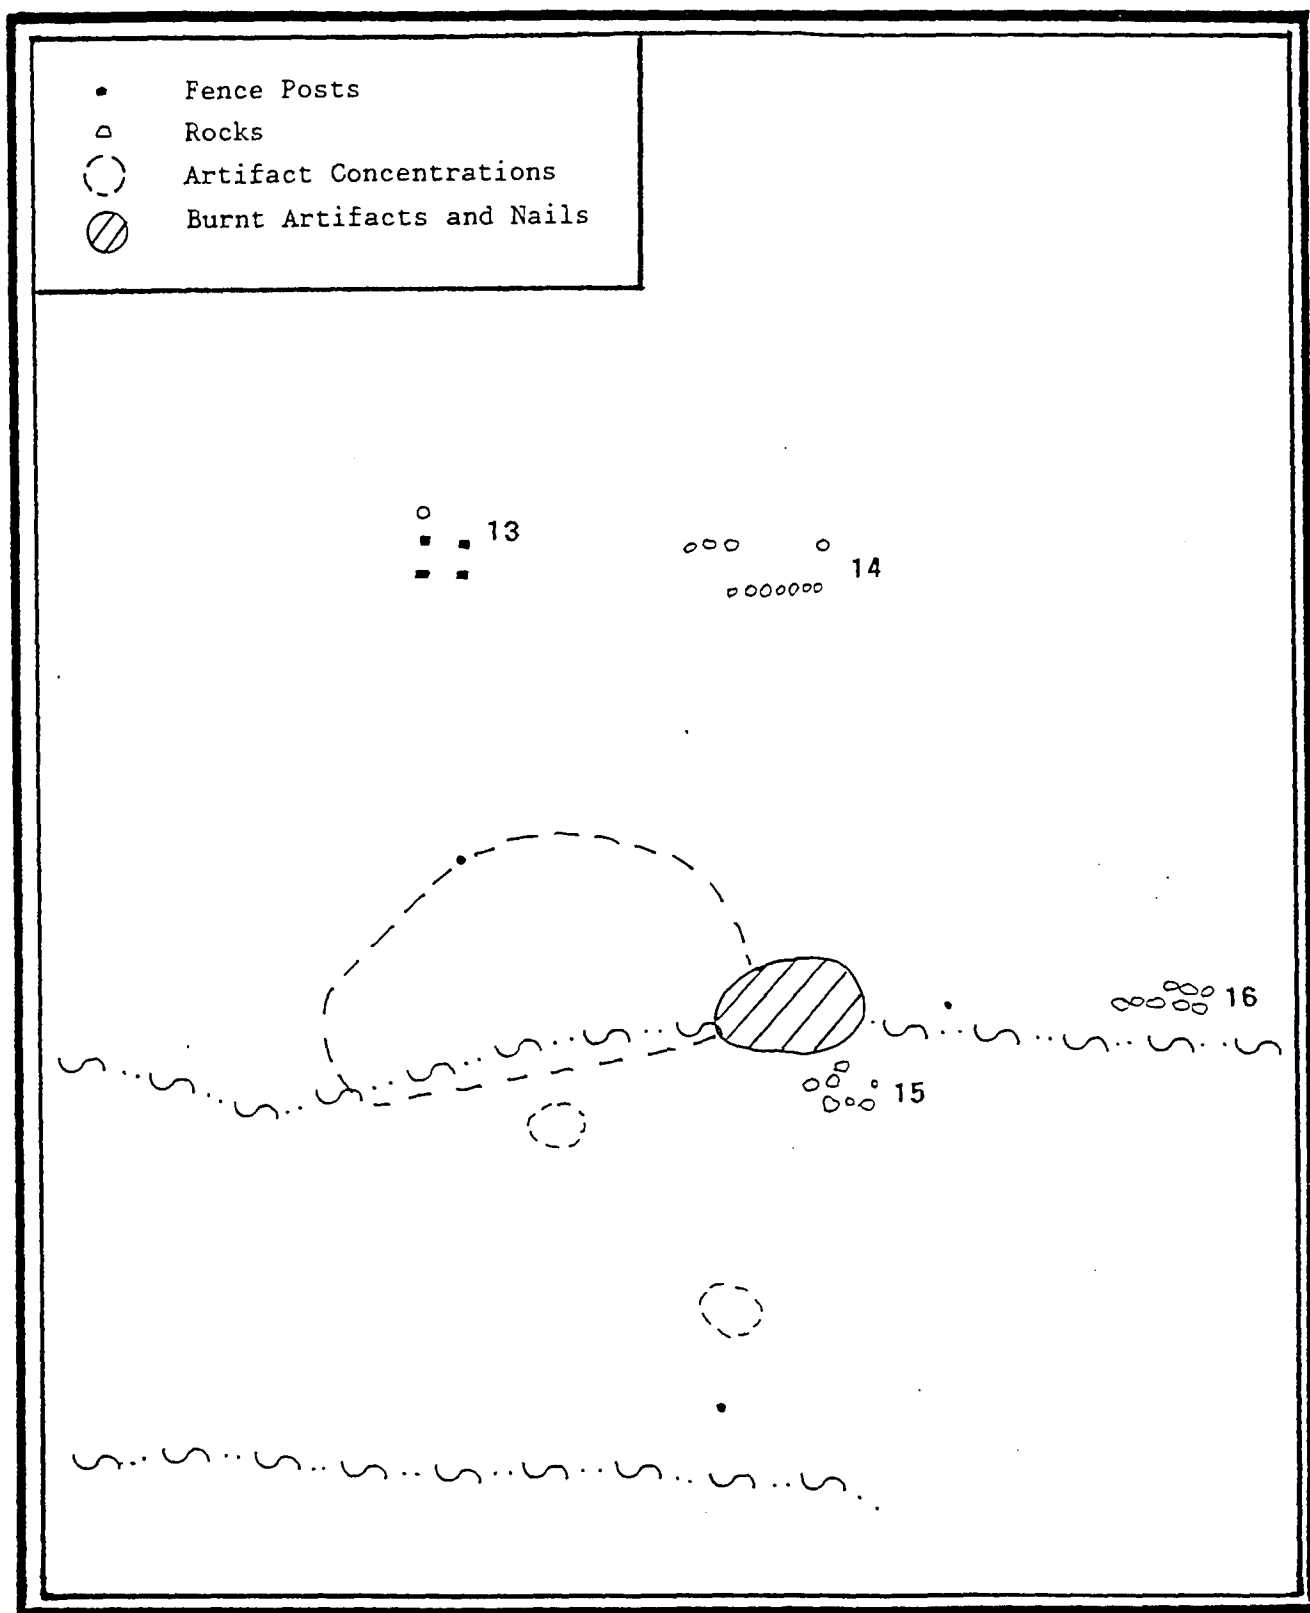 Fence Posts
Rocks
Artifact Concentrations
Burnt Artifacts and Nails
13
14
16
15